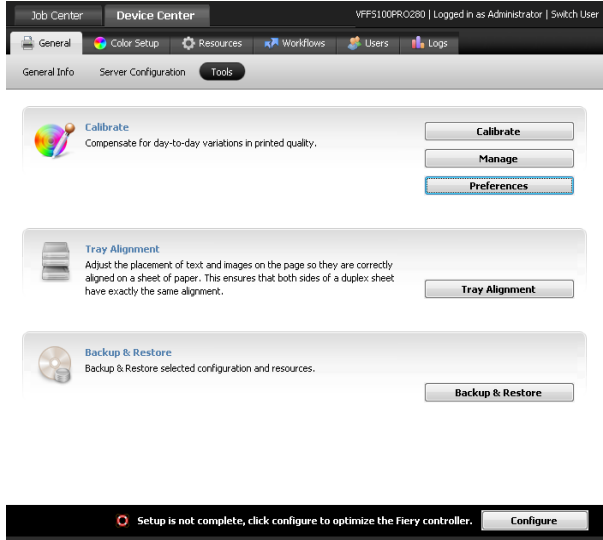 Job Center Device Center VFFS100PRO280 | Logged in as Administrator | Switch User
General Color Setup Resources Workflows Users Logs
General Info Server Configuration Tools
Calibrate
Compensate for day-to-day variations in printed quality.
Calibrate
Manage
Preferences
Tray Alignment
Adjust the placement of text and images on the page so they are correctly
aligned on a sheet of paper. This ensures that both sides of a duplex sheet
have exactly the same alignment.
Tray Alignment
Backup & Restore
Backup & Restore selected configuration and resources.
Backup & Restore
Setup is not complete, click configure to optimize the Fiery controller. Configure